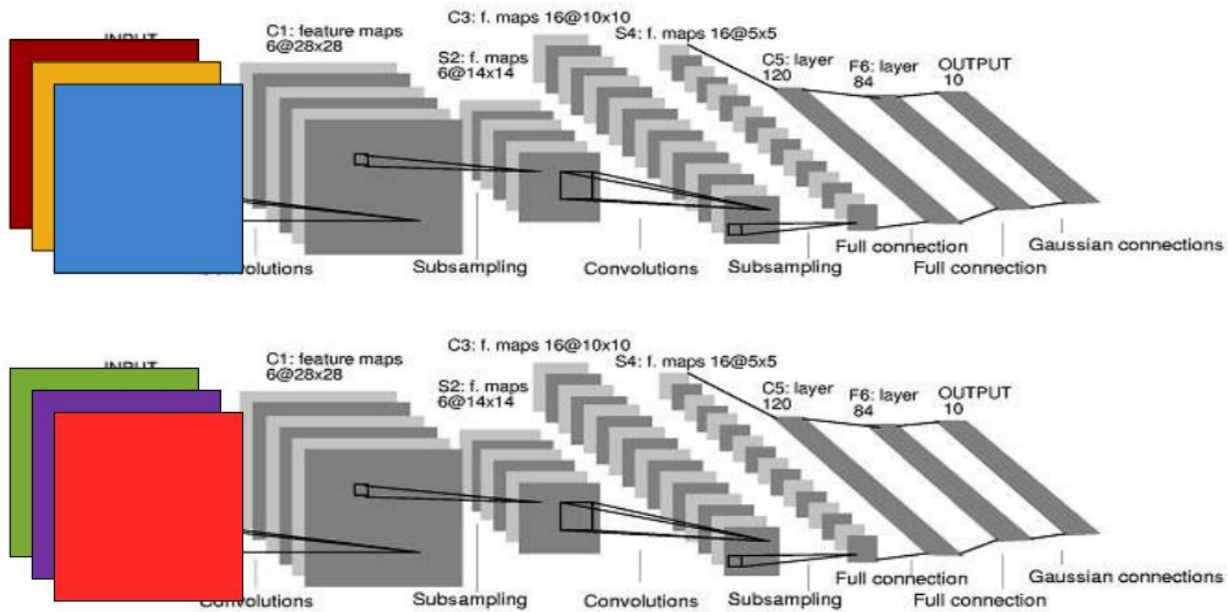 C3: f. maps 16@10x10
INPUT
C1: feature maps
6@28x28
S4: f. maps 16@5x5
S2: f. maps
6@14x14
C5: layer
120
F6: layer
84
OUTPUT
10
Convolutions
Subsampling
Convolutions
Subsampling
Full connection
Full connection
Gaussian connections
C3: f. maps 16@10x10
INPUT
C1: feature maps
6@28x28
S4: f. maps 16@5x5
S2: f. maps
6@14x14
C5: layer
120
F6: layer
84
OUTPUT
10
Convolutions
Subsampling
Convolutions
Subsampling
Full connection
Full connection
Gaussian connections